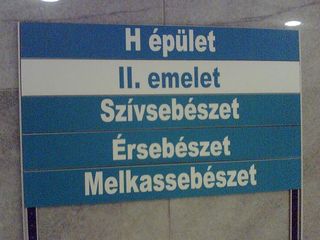 H épület
II. emelet
Szívsebészet
Érsebészet
Melkassebészet